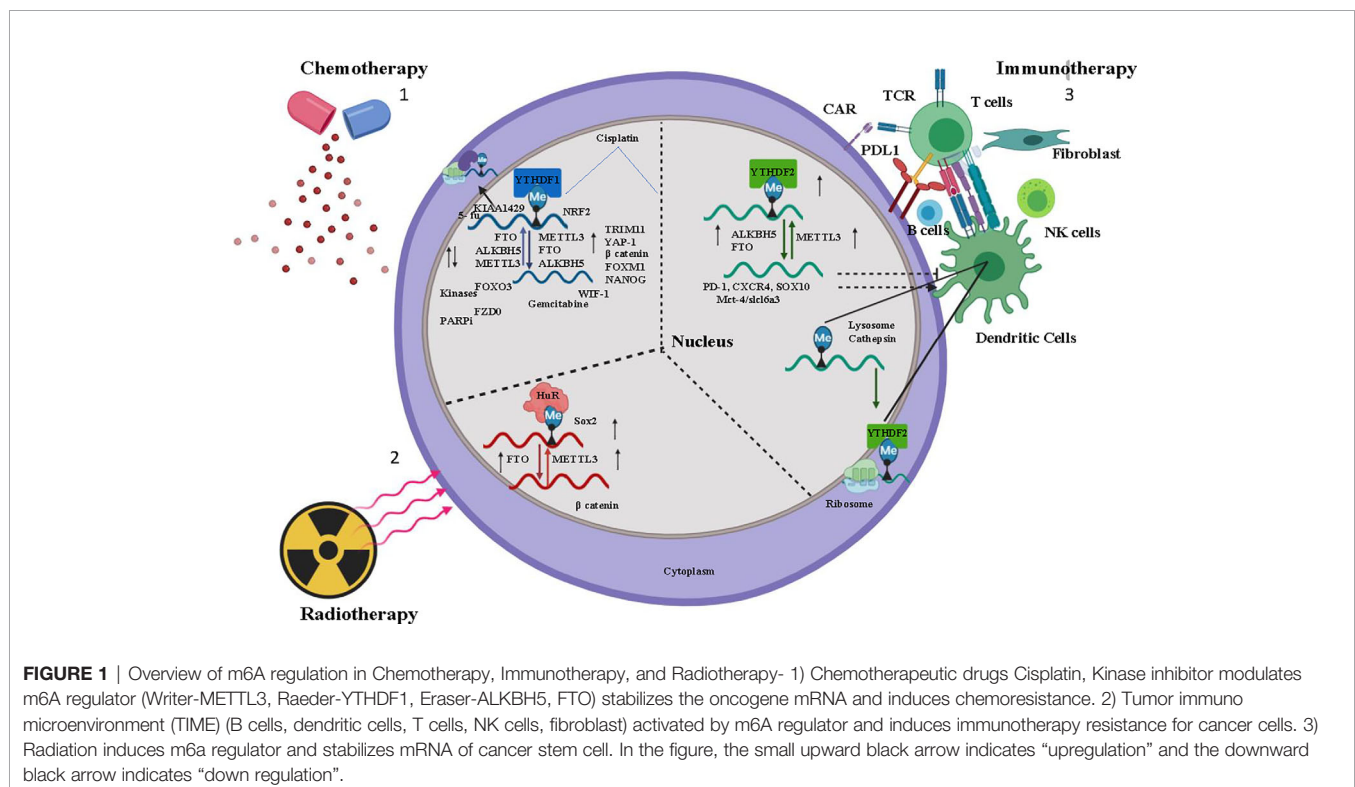 Chemotherapy
1
Immunotherapy
3
CAR
TCR
T cells
PDL1
Fibroblast
B cells
NK cells
Dendritic Cells
Cisplatin
YTHDF1
Me
Me
KIAA1429
5- fu
NRF2
FTO
ALKBH5
METTL3
METTL3
FTO
ALKBH5
TRIM11
YAP-1
β catenin
FOXM1
NANOG
FOXO3
WIF-1
Kinases
Gemcitabine
FZD0
PARPi
YTHDF2
Me
ALKBH5
FTO
METTL3
PD-1, CXCR4, SOX10
Mct-4/slcl6a3
Nucleus
Me
Lysosome
Cathepsin
YTHDF2
Me
Ribosome
HuR
Me
Sox2
FTO
METTL3
β catenin
2
Radiotherapy
Cytoplasm
FIGURE 1 | Overview of m6A regulation in Chemotherapy, Immunotherapy, and Radiotherapy- 1) Chemotherapeutic drugs Cisplatin, Kinase inhibitor modulates
m6A regulator (Writer-METTL3, Raeder-YTHDF1, Eraser-ALKBH5, FTO) stabilizes the oncogene mRNA and induces chemoresistance. 2) Tumor immuno
microenvironment (TIME) (B cells, dendritic cells, T cells, NK cells, fibroblast) activated by m6A regulator and induces immunotherapy resistance for cancer cells. 3)
Radiation induces m6a regulator and stabilizes mRNA of cancer stem cell. In the figure, the small upward black arrow indicates “upregulation” and the downward
black arrow indicates “down regulation”.